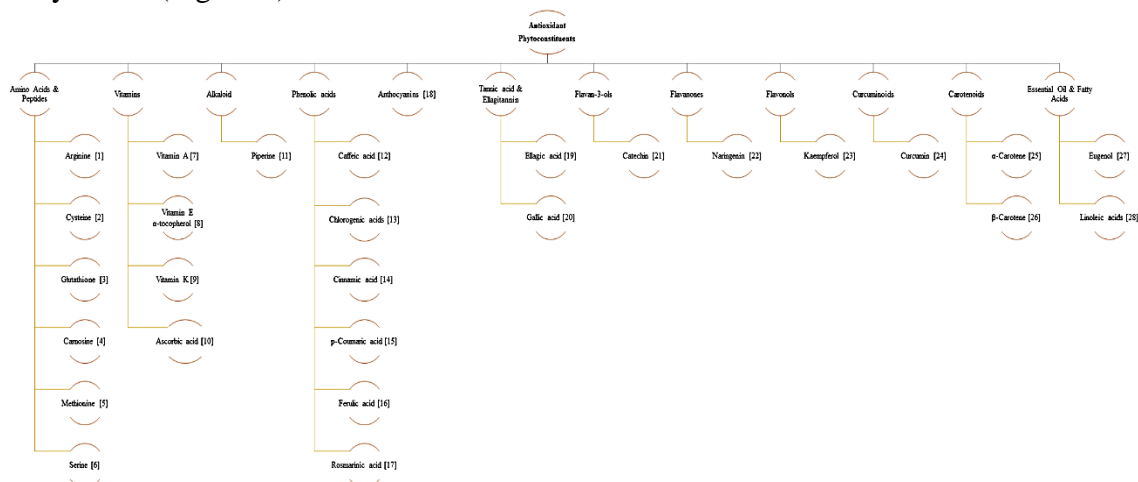 Antioxidant
Phytoconstituents
Amino Acids &
Peptides
Vitamins
Alkaloid
Phenolic acids
Anthocyanins [18]
Tannic acid &
Ellagitannin
Flavan-3-ols
Flavanones
Flavonols
Curcuminoids
Carotenoids
Essential Oil & Fatty
Acids
Arginine [1]
Vitamin A [7]
Piperine [11]
Caffeic acid [12]
Ellagic acid [19]
Catechin [21]
Naringenin [22]
Kaempferol [23]
Curcumin [24]
α-Carotene [25]
Eugenol [27]
Cysteine [2]
Vitamin E
α-tocopherol [8]
Chlorogenic acids [13]
Gallic acid [20]
β-Carotene [26]
Linoleic acids [28]
Glutathione [3]
Vitamin K [9]
Cinnamic acid [14]
Carnosine [4]
Ascorbic acid [10]
p-Coumaric acid [15]
Methionine [5]
Ferulic acid [16]
Serine [6]
Rosmarinic acid [17]